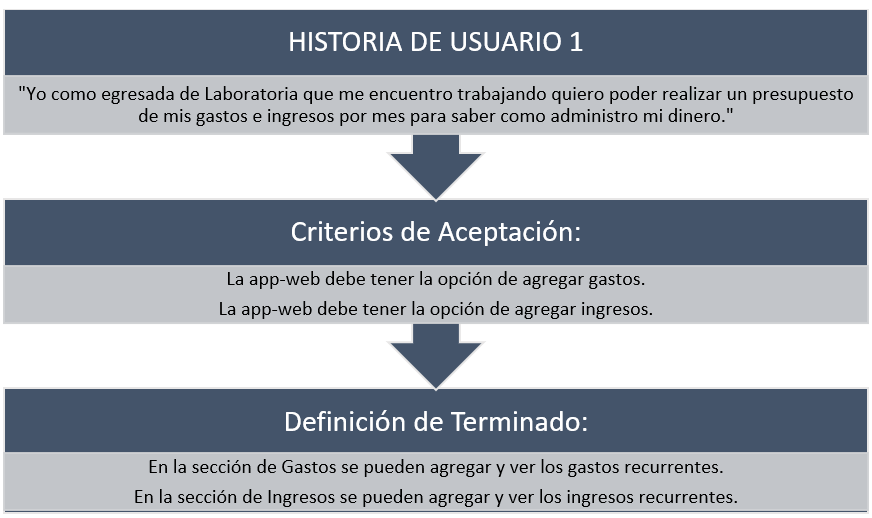 HISTORIA DE USUARIO 1
"Yo como egresada de Laboratoria que me encuentro trabajando quiero poder realizar un presupuesto
de mis gastos e ingresos por mes para saber como administro mi dinero."
Criterios de Aceptación:
La app-web debe tener la opción de agregar gastos.
La app-web debe tener la opción de agregar ingresos.
Definición de Terminado:
En la sección de Gastos se pueden agregar y ver los gastos recurrentes.
En la sección de Ingresos se pueden agregar y ver los ingresos recurrentes.